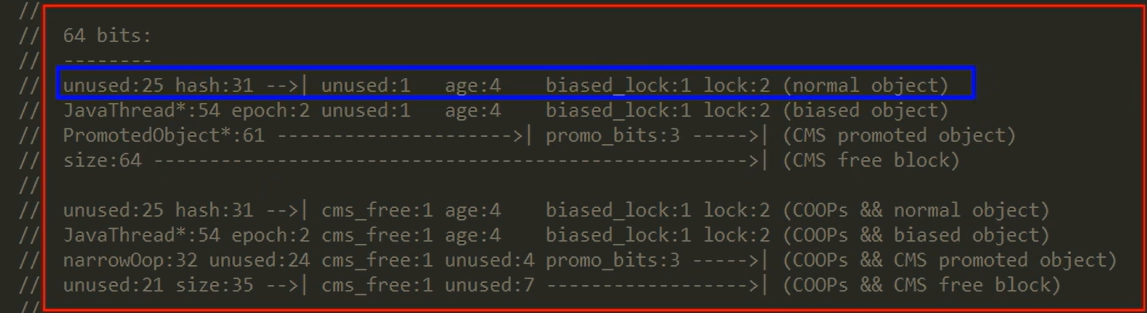 //
// 64 bits:
// --------
// unused:25 hash:31 -->| unused:1   age:4    biased_lock:1 lock:2 (normal object)
// JavaThread*:54 epoch:2 unused:1   age:4    biased_lock:1 lock:2 (biased object)
// PromotedObject*:61 --------------------->| promo_bits:3 ----->| (CMS promoted object)
// size:64 ----------------------------------------------------->| (CMS free block)
//
// unused:25 hash:31 -->| cms_free:1 age:4    biased_lock:1 lock:2 (COOPs && normal object)
// JavaThread*:54 epoch:2 cms_free:1 age:4    biased_lock:1 lock:2 (COOPs && biased object)
// narrowOop:32 unused:24 cms_free:1 unused:4 promo_bits:3 ----->| (COOPs && CMS promoted object)
// unused:21 size:35 -->| cms_free:1 unused:7 ------------------>| (COOPs && CMS free block)
//